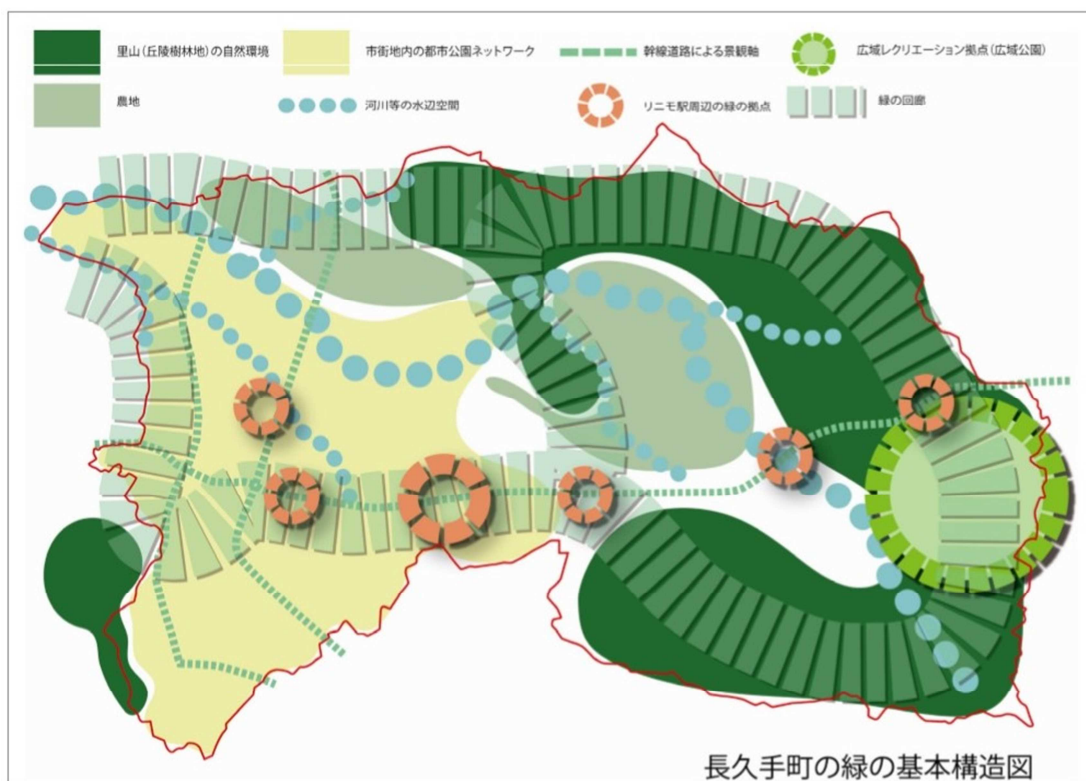 里山(丘陵樹林地)の自然環境
市街地内の都市公園ネットワーク
幹線道路による景観軸
広域レクリエーション拠点(広域公園)
農地
河川等の水辺空間
リニモ駅周辺の緑の拠点
緑の回廊
長久手町の緑の基本構造図